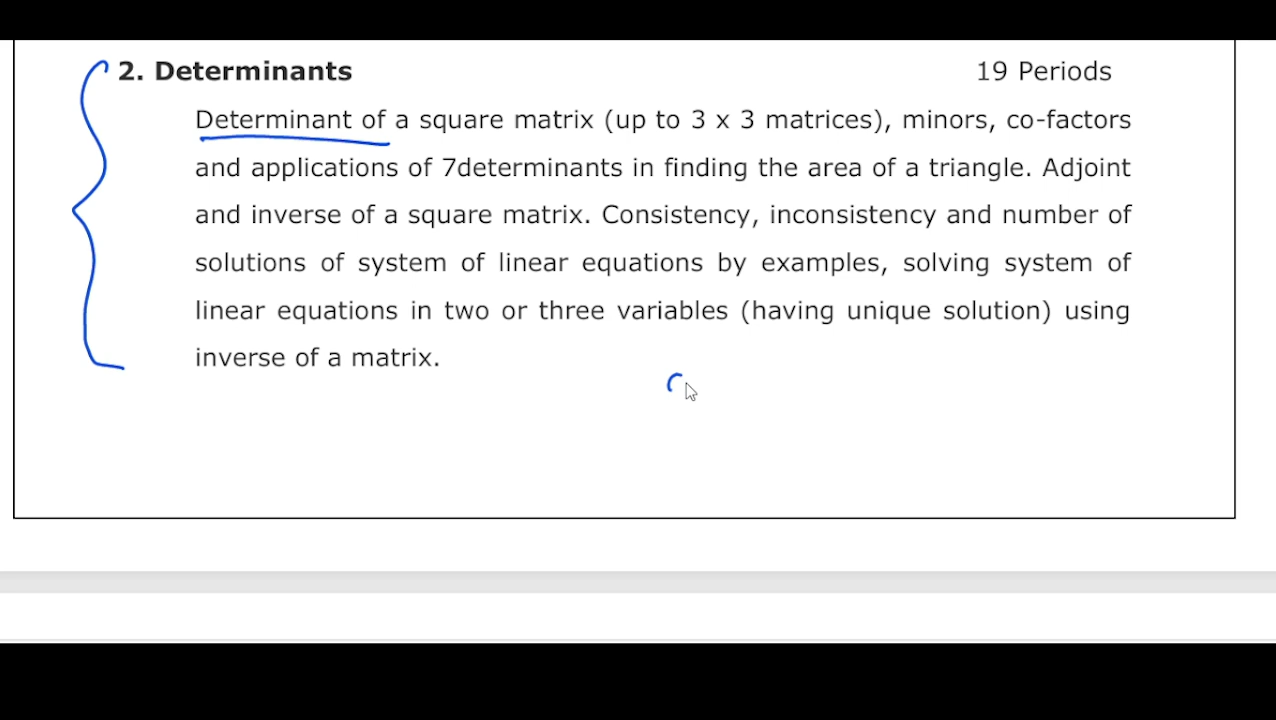 2. Determinants 19 Periods
Determinant of a square matrix (up to 3 x 3 matrices), minors, co-factors
and applications of 7determinants in finding the area of a triangle. Adjoint
and inverse of a square matrix. Consistency, inconsistency and number of
solutions of system of linear equations by examples, solving system of
linear equations in two or three variables (having unique solution) using
inverse of a matrix.